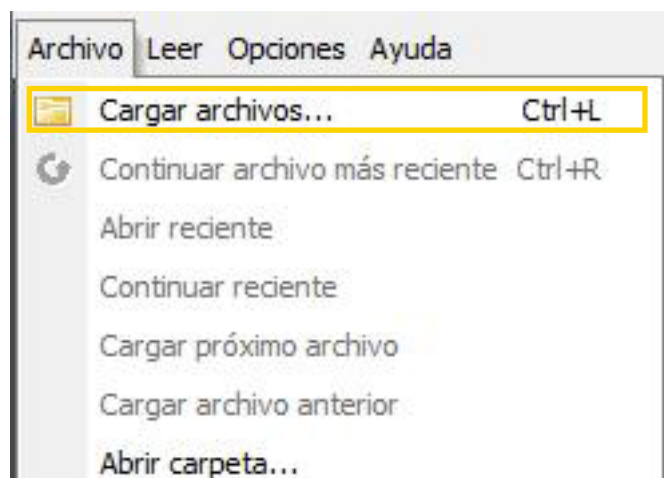 Archivo Leer Opciones Ayuda
Cargar archivos... Ctrl+L
Continuar archivo más reciente Ctrl+R
Abrir reciente
Continuar reciente
Cargar próximo archivo
Cargar archivo anterior
Abrir carpeta...